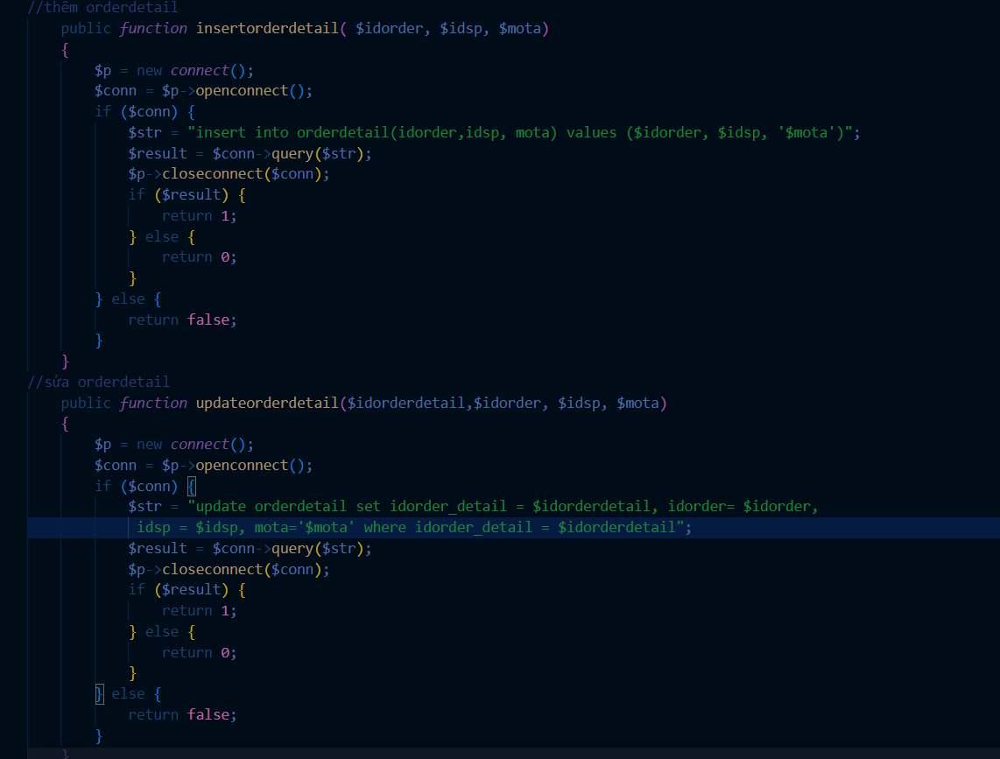 //thêm orderdetail
public function insertorderdetail( $idorder, $idsp, $mota)
{
$p = new connect();
$conn = $p->openconnect();
if ($conn) {
$str = "insert into orderdetail(idorder,idsp, mota) values ($idorder, $idsp, '$mota')";
$result = $conn->query($str);
$p->closeconnect($conn);
if ($result) {
return 1;
} else {
return 0;
}
} else {
return false;
}
}
//sửa orderdetail
public function updateorderdetail($idorderdetail,$idorder, $idsp, $mota)
{
$p = new connect();
$conn = $p->openconnect();
if ($conn) {
$str = "update orderdetail set idorder_detail = $idorderdetail, idorder= $idorder,
idsp = $idsp, mota='$mota' where idorder_detail = $idorderdetail";
$result = $conn->query($str);
$p->closeconnect($conn);
if ($result) {
return 1;
} else {
return 0;
}
} else {
return false;
}
}